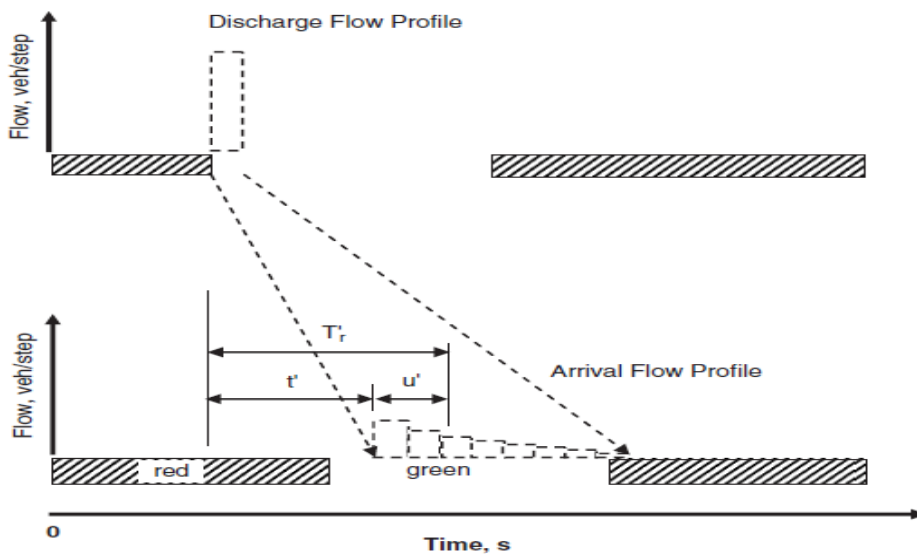 Discharge Flow Profile
Flow, veh/step
T'r
t'
u'
Arrival Flow Profile
Flow, veh/step
red
green
0
Time, s